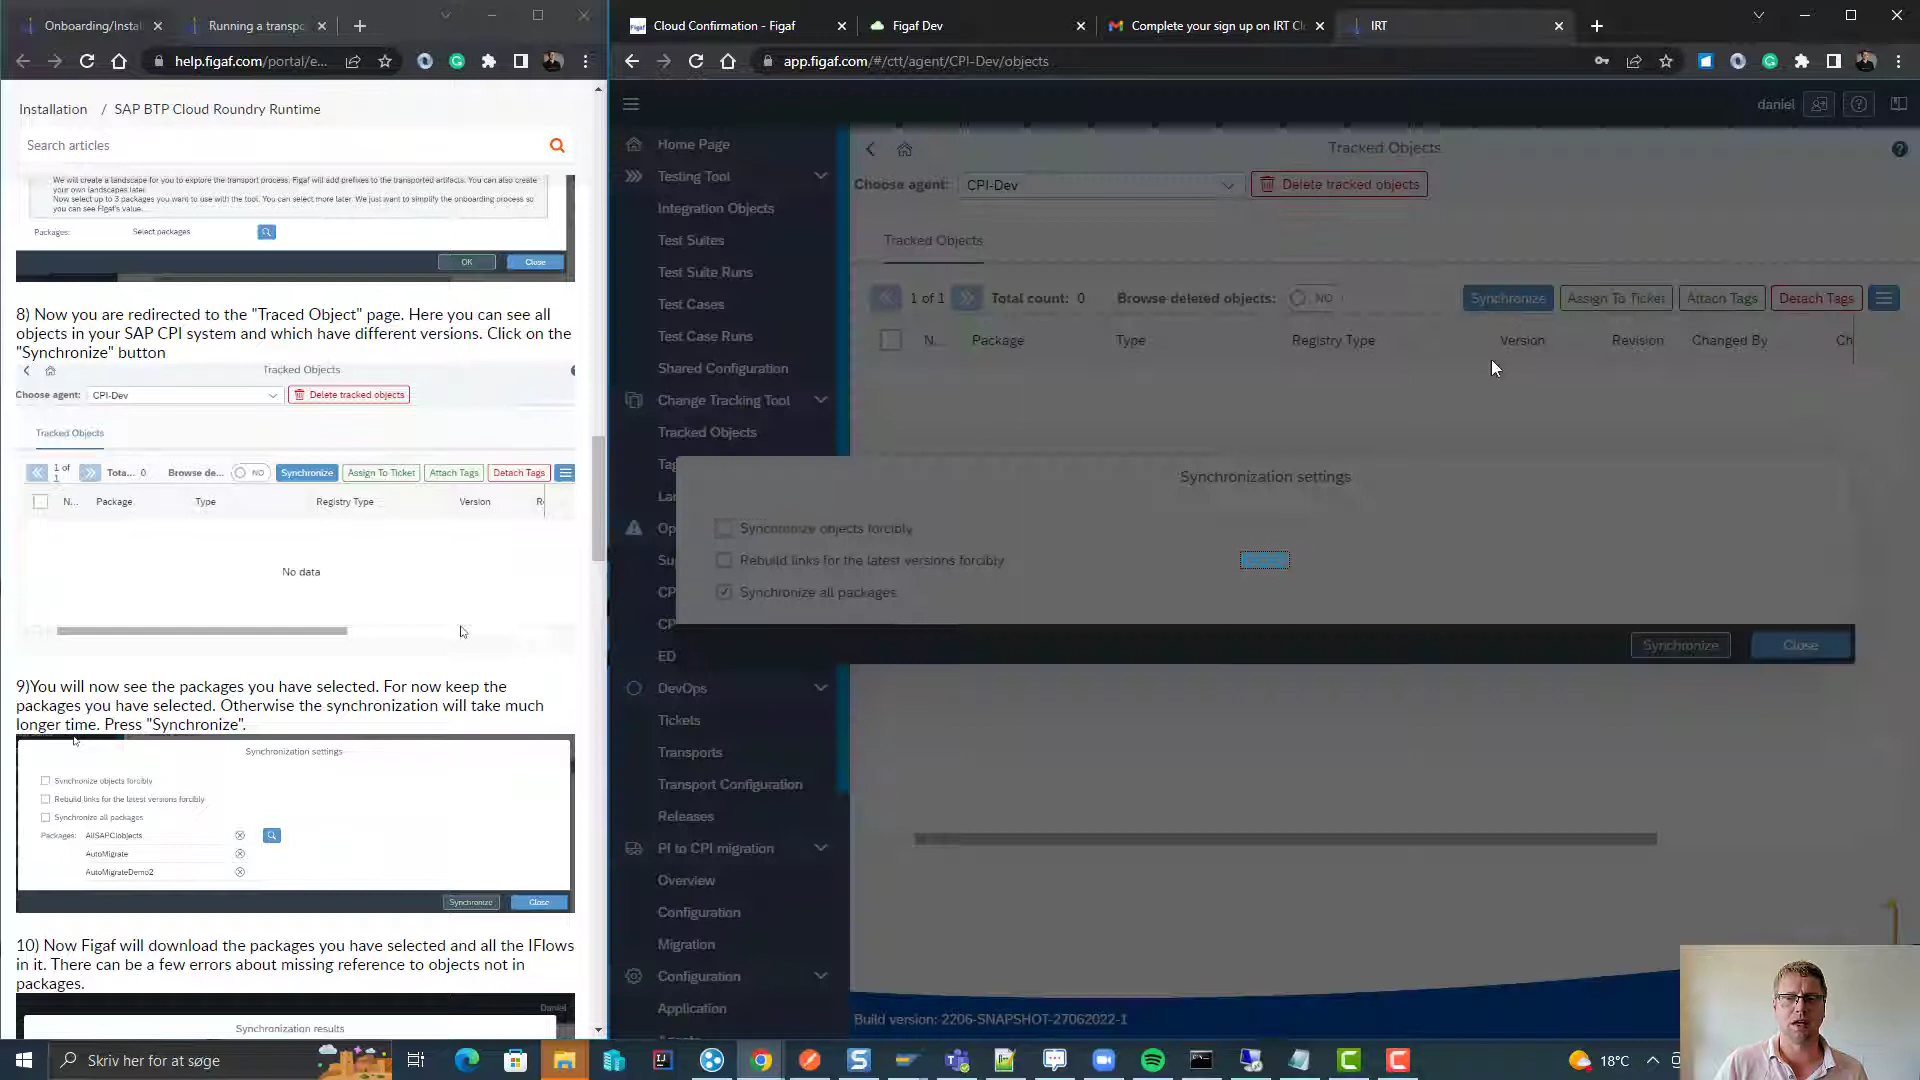 Onboarding/Instal
Running a transpo
help.figaf.com/portal/e...
Installation / SAP BTP Cloud Roundry Runtime
Search articles
We will create a landscape for you to explore the transport process. Figaf will add prefixes to the transported artifacts. You can also create
your own landscapes later.
Now select up to 3 packages you want to use with the tool. You can select more later. We just want to simplify the onboarding process so
you can see Figaf's value.
Packages: Select packages
OK Close
8) Now you are redirected to the "Traced Object" page. Here you can see all
objects in your SAP CPI system and which have different versions. Click on the
"Synchronize" button
Tracked Objects
Choose agent: CPI-Dev Delete tracked objects
Tracked Objects
1 of 1 Tota... 0 Browse de... NO Synchronize Assign To Ticket Attach Tags Detach Tags
N... Package Type Registry Type Version R
No data
9)You will now see the packages you have selected. For now keep the
packages you have selected. Otherwise the synchronization will take much
longer time. Press "Synchronize".
Synchronization settings
Synchronize objects forcibly
Rebuild links for the latest versions forcibly
Synchronize all packages
Packages: AllSAPCIobjects
AutoMigrate
AutoMigrateDemo2
Synchronize Close
10) Now Figaf will download the packages you have selected and all the IFlows
in it. There can be a few errors about missing reference to objects not in
packages.
Daniel
Synchronization results
Cloud Confirmation - Figaf
Figaf Dev
Complete your sign up on IRT Cl
IRT
app.figaf.com/#/ctt/agent/CPI-Dev/objects
daniel
Home Page
Testing Tool
Integration Objects
Test Suites
Test Suite Runs
Test Cases
Test Case Runs
Shared Configuration
Change Tracking Tool
Tracked Objects
Ta
La
Op
Su
CP
CP
ED
DevOps
Tickets
Transports
Transport Configuration
Releases
PI to CPI migration
Overview
Configuration
Migration
Configuration
Application
Tracked Objects
Choose agent: CPI-Dev Delete tracked objects
Tracked Objects
1 of 1 Total count: 0 Browse deleted objects: NO Synchronize Assign To Ticket Attach Tags Detach Tags
N... Package Type Registry Type Version Revision Changed By Ch
Synchronization settings
Synchronize objects forcibly
Rebuild links for the latest versions forcibly
Synchronize all packages
Synchronize Close
Build version: 2206-SNAPSHOT-27062022-1
Skriv her for at søge
18°C